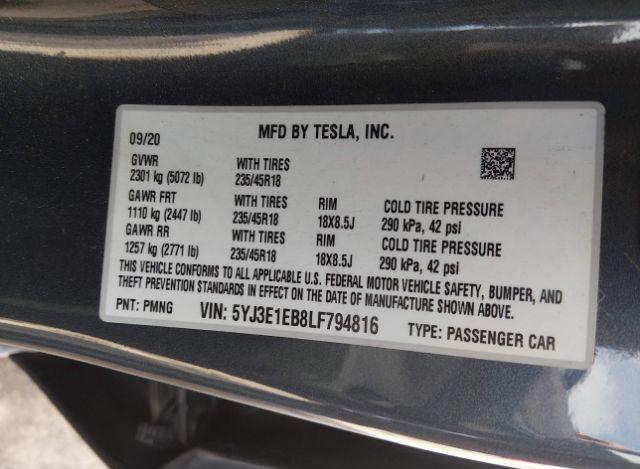 MFD BY TESLA, INC.
09/20
GVWR WITH TIRES
2301 kg (5072 lb) 235/45R18
GAWR FRT WITH TIRES RIM COLD TIRE PRESSURE
1110 kg (2447 lb) 235/45R18 18X8.5J 290 kPa, 42 psi
GAWR RR WITH TIRES RIM COLD TIRE PRESSURE
1257 kg (2771 lb) 235/45R18 18X8.5J 290 kPa, 42 psi
THIS VEHICLE CONFORMS TO ALL APPLICABLE U.S. FEDERAL MOTOR VEHICLE SAFETY, BUMPER, AND
THEFT PREVENTION STANDARDS IN EFFECT ON THE DATE OF MANUFACTURE SHOWN ABOVE.
PNT: PMNG VIN: 5YJ3E1EB8LF794816 TYPE: PASSENGER CAR